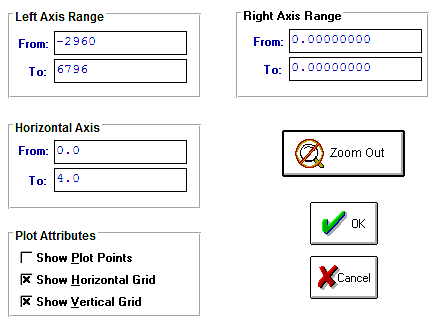 Left Axis Range
From: -2960
To: 6796
Right Axis Range
From: 0.00000000
To: 0.00000000
Horizontal Axis
From: 0.0
To: 4.0
Zoom Out
Plot Attributes
Show Plot Points
Show Horizontal Grid
Show Vertical Grid
OK
Cancel